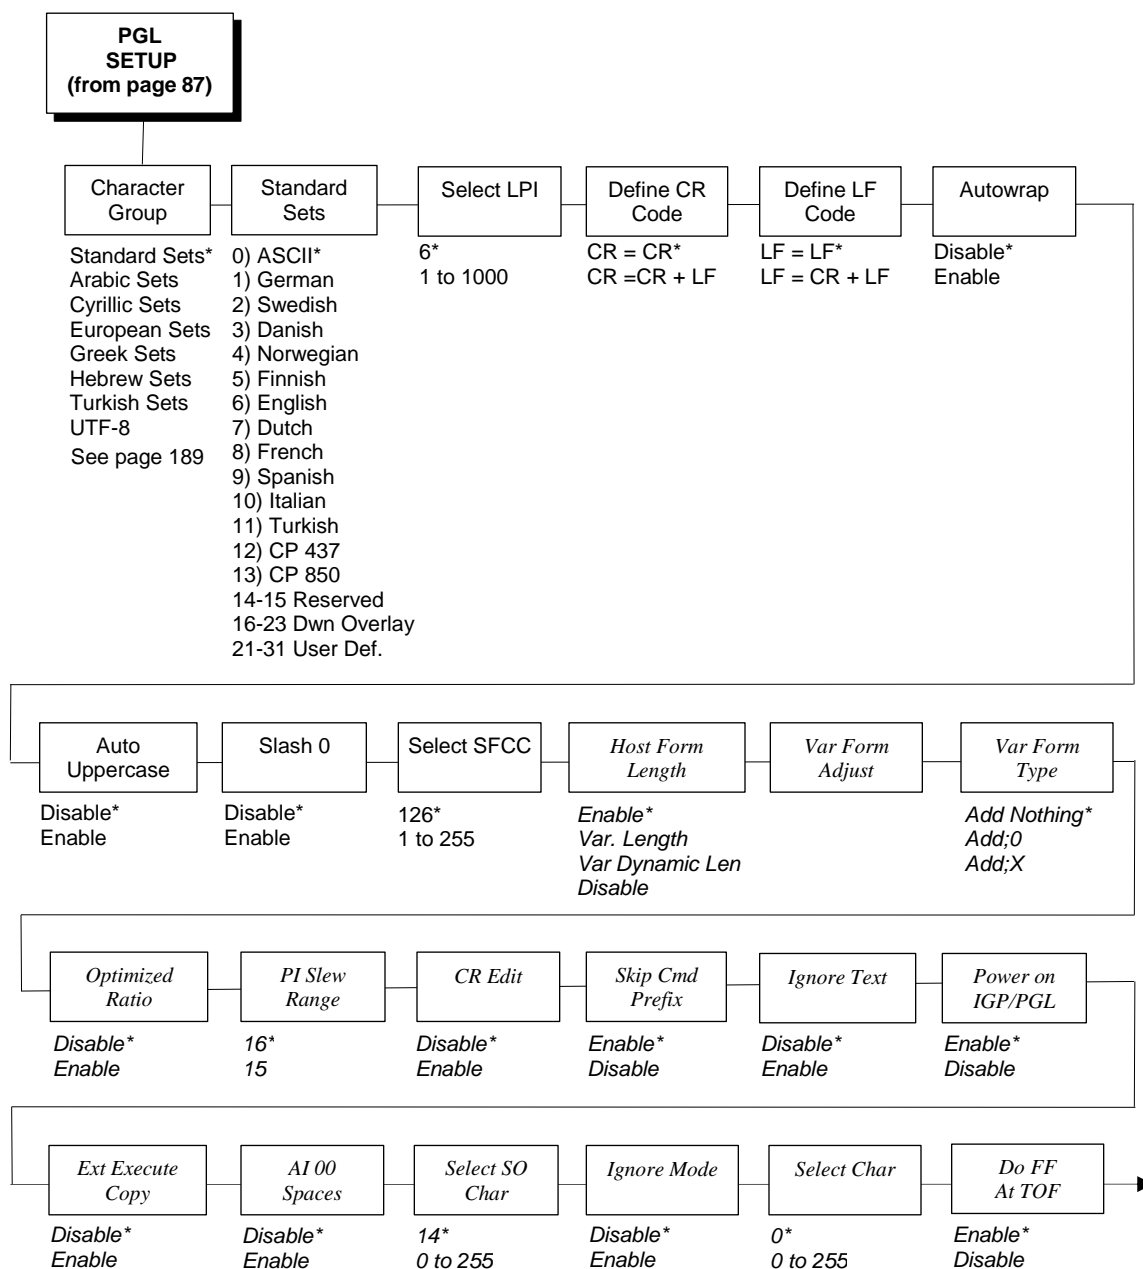 PGL
SETUP
(from page 87)
Character
Group
Standard Sets*
Arabic Sets
Cyrillic Sets
European Sets
Greek Sets
Hebrew Sets
Turkish Sets
UTF-8
See page 189
Standard
Sets
0) ASCII*
1) German
2) Swedish
3) Danish
4) Norwegian
5) Finnish
6) English
7) Dutch
8) French
9) Spanish
10) Italian
11) Turkish
12) CP 437
13) CP 850
14-15 Reserved
16-23 Dwn Overlay
21-31 User Def.
Select LPI
6*
1 to 1000
Define CR
Code
CR = CR*
CR =CR + LF
Define LF
Code
LF = LF*
LF = CR + LF
Autowrap
Disable*
Enable
Auto
Uppercase
Disable*
Enable
Slash 0
Disable*
Enable
Select SFCC
126*
1 to 255
Host Form
Length
Enable*
Var. Length
Var Dynamic Len
Disable
Var Form
Adjust
Var Form
Type
Add Nothing*
Add;0
Add;X
Optimized
Ratio
Disable*
Enable
PI Slew
Range
16*
15
CR Edit
Disable*
Enable
Skip Cmd
Prefix
Enable*
Disable
Ignore Text
Disable*
Enable
Power on
IGP/PGL
Enable*
Disable
Ext Execute
Copy
Disable*
Enable
AI 00
Spaces
Disable*
Enable
Select SO
Char
14*
0 to 255
Ignore Mode
Disable*
Enable
Select Char
0*
0 to 255
Do FF
At TOF
Enable*
Disable